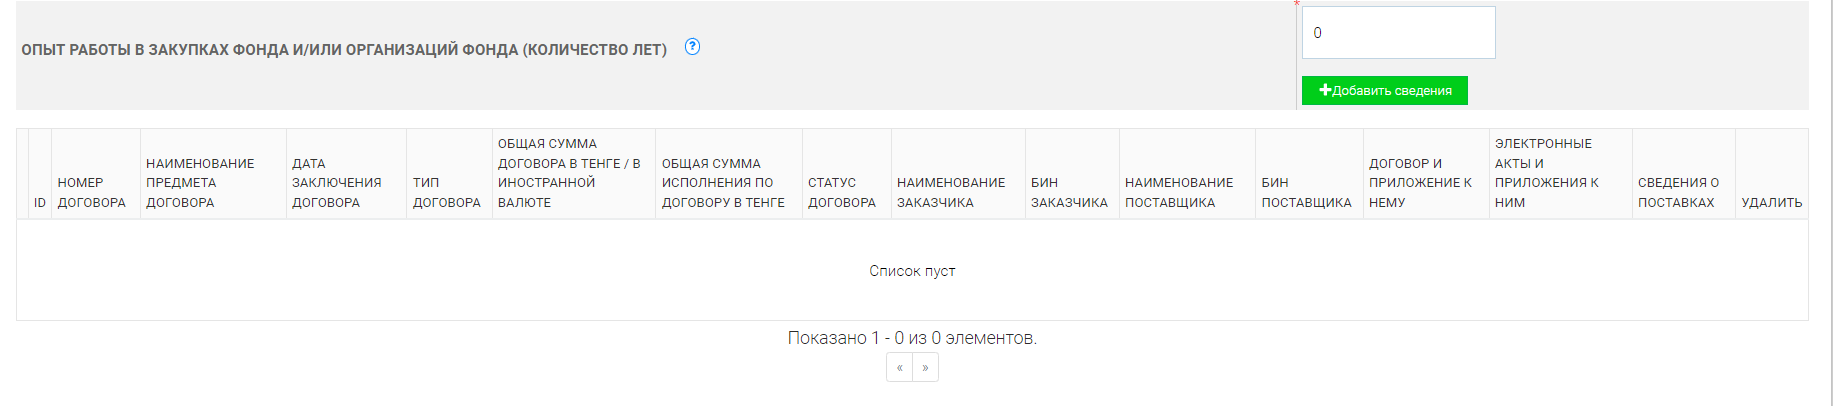 *
ОПЫТ РАБОТЫ В ЗАКУПКАХ ФОНДА И/ИЛИ ОРГАНИЗАЦИЙ ФОНДА (КОЛИЧЕСТВО ЛЕТ) ?
0
+Добавить сведения
ID
НОМЕР
ДОГОВОРА
НАИМЕНОВАНИЕ
ПРЕДМЕТА
ДОГОВОРА
ДАТА
ЗАКЛЮЧЕНИЯ
ДОГОВОРА
ТИП
ДОГОВОРА
ОБЩАЯ СУММА
ДОГОВОРА В ТЕНГЕ / В
ИНОСТРАННОЙ
ВАЛЮТЕ
ОБЩАЯ СУММА
ИСПОЛНЕНИЯ ПО
ДОГОВОРУ В ТЕНГЕ
СТАТУС
ДОГОВОРА
НАИМЕНОВАНИЕ
ЗАКАЗЧИКА
БИН
ЗАКАЗЧИКА
НАИМЕНОВАНИЕ
ПОСТАВЩИКА
БИН
ПОСТАВЩИКА
ДОГОВОР И
ПРИЛОЖЕНИЕ К
НЕМУ
ЭЛЕКТРОННЫЕ
АКТЫ И
ПРИЛОЖЕНИЯ К
НИМ
СВЕДЕНИЯ О
ПОСТАВКАХ
УДАЛИТЬ
Список пуст
Показано 1 - 0 из 0 элементов.
« »